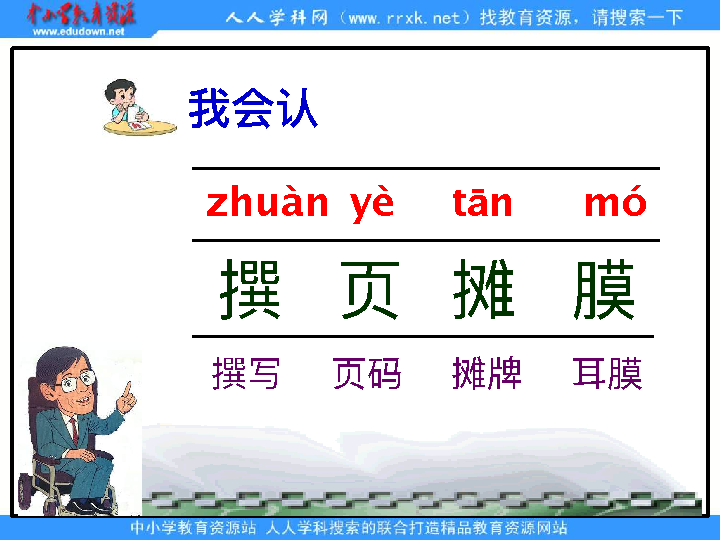 中小学教育资源
www.edudown.net
人人学科网（www.rrxk.net）找教育资源，请搜索一下
我会认
zhuàn yè tān mó
撰 页 摊 膜
撰写 页码 摊牌 耳膜
中小学教育资源站 人人学科搜索的联合打造精品教育资源网站